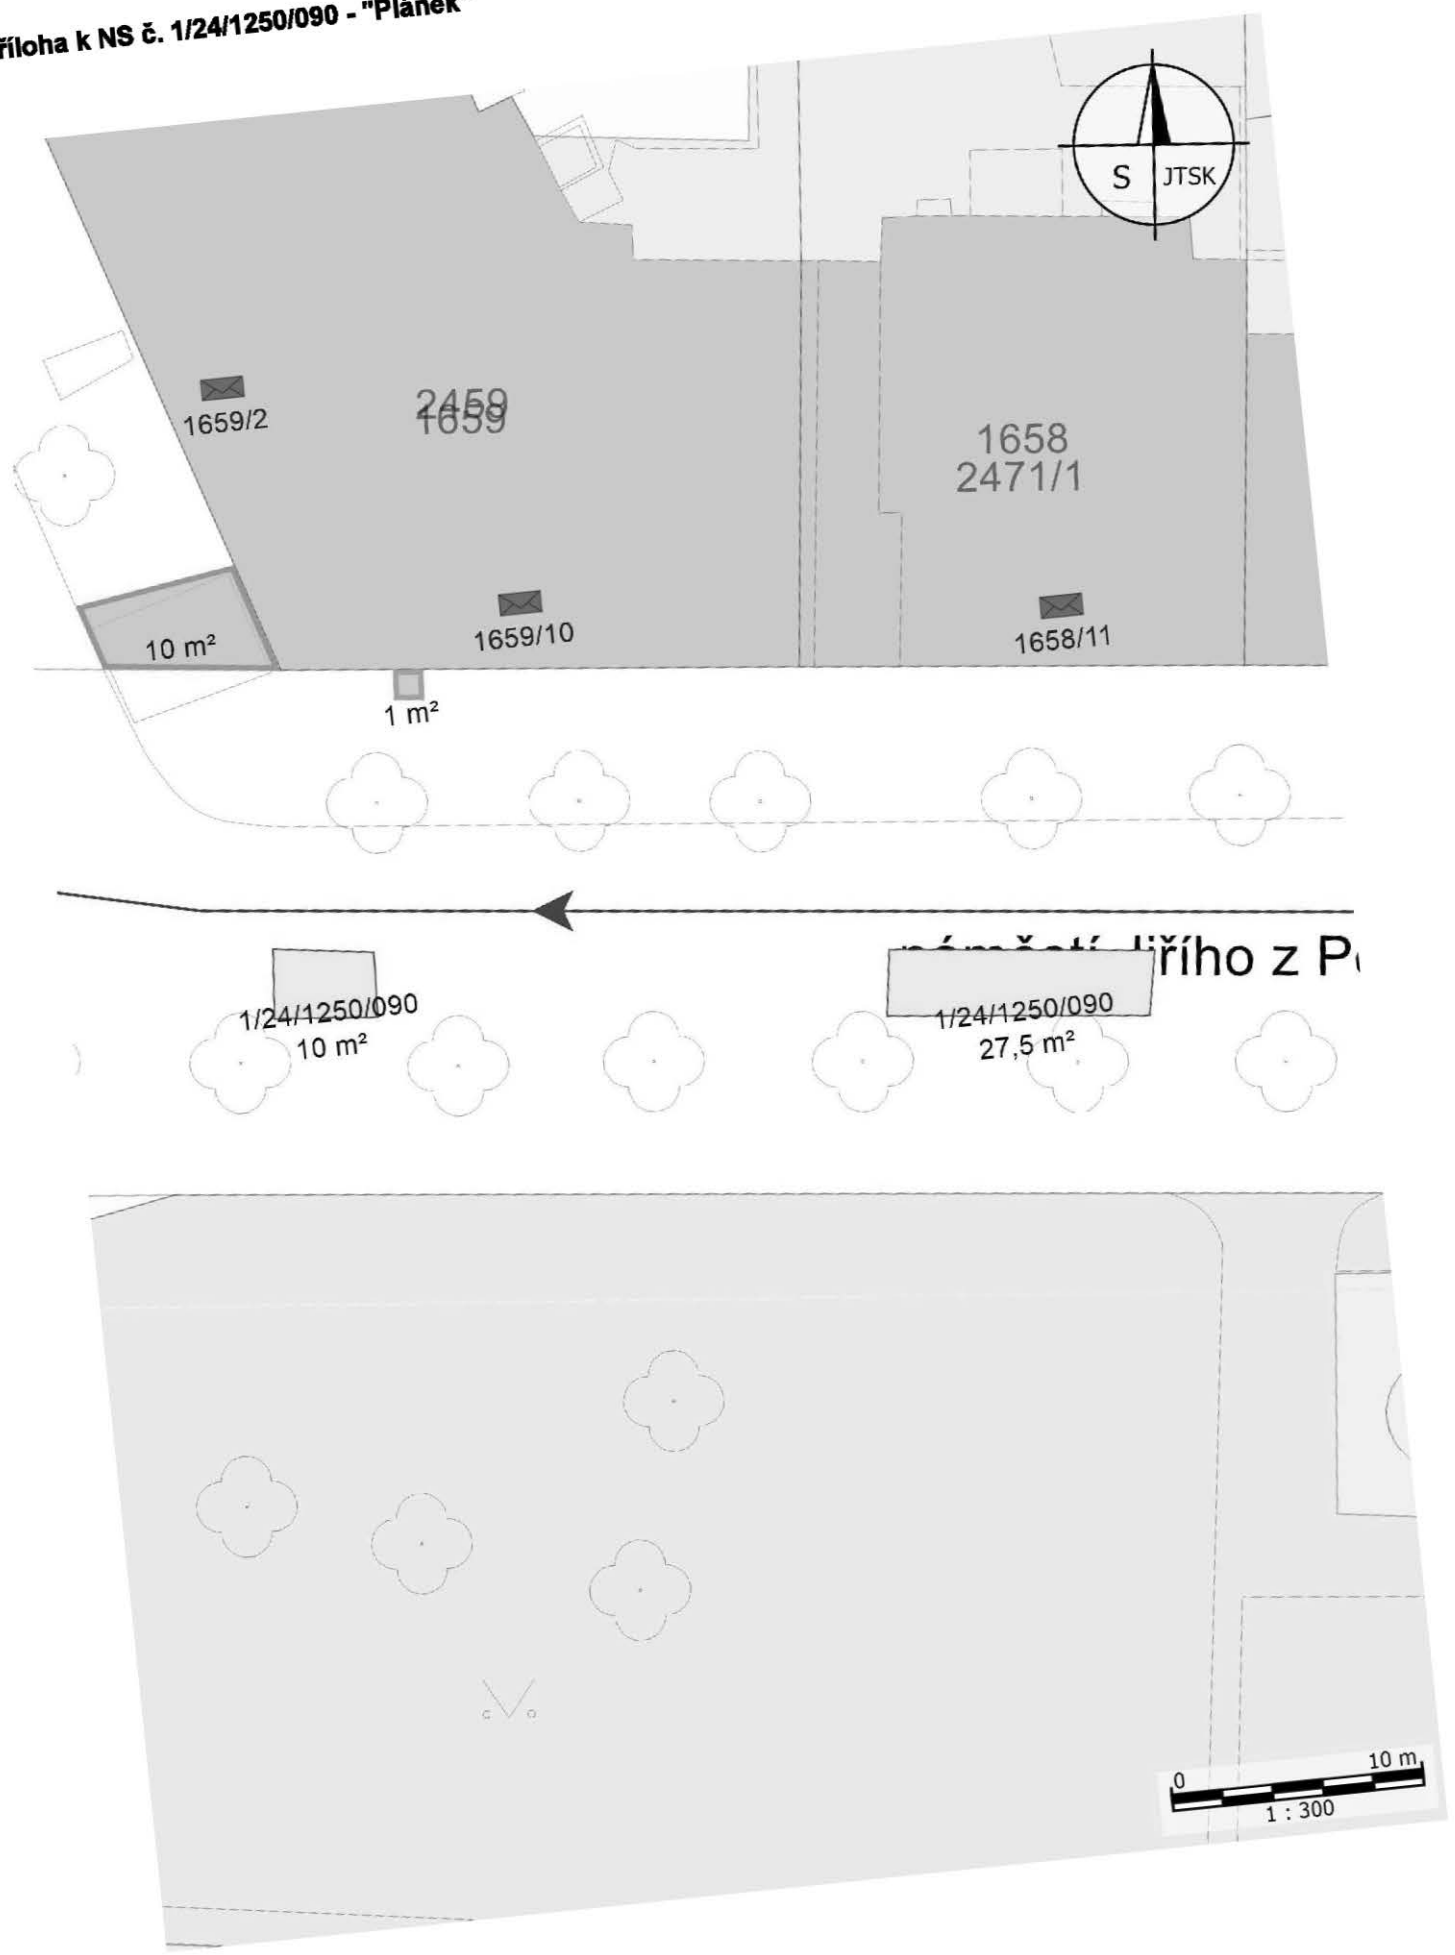 říloha k NS č. 1/24/1250/090 - "Plánek"
S JTSK
1659/2
2459
1659
1658
2471/1
1659/10
1658/11
10 m²
1 m²
náměstí Jiřího z P
1/24/1250/090
10 m²
1/24/1250/090
27,5 m²
0 10 m
1 : 300